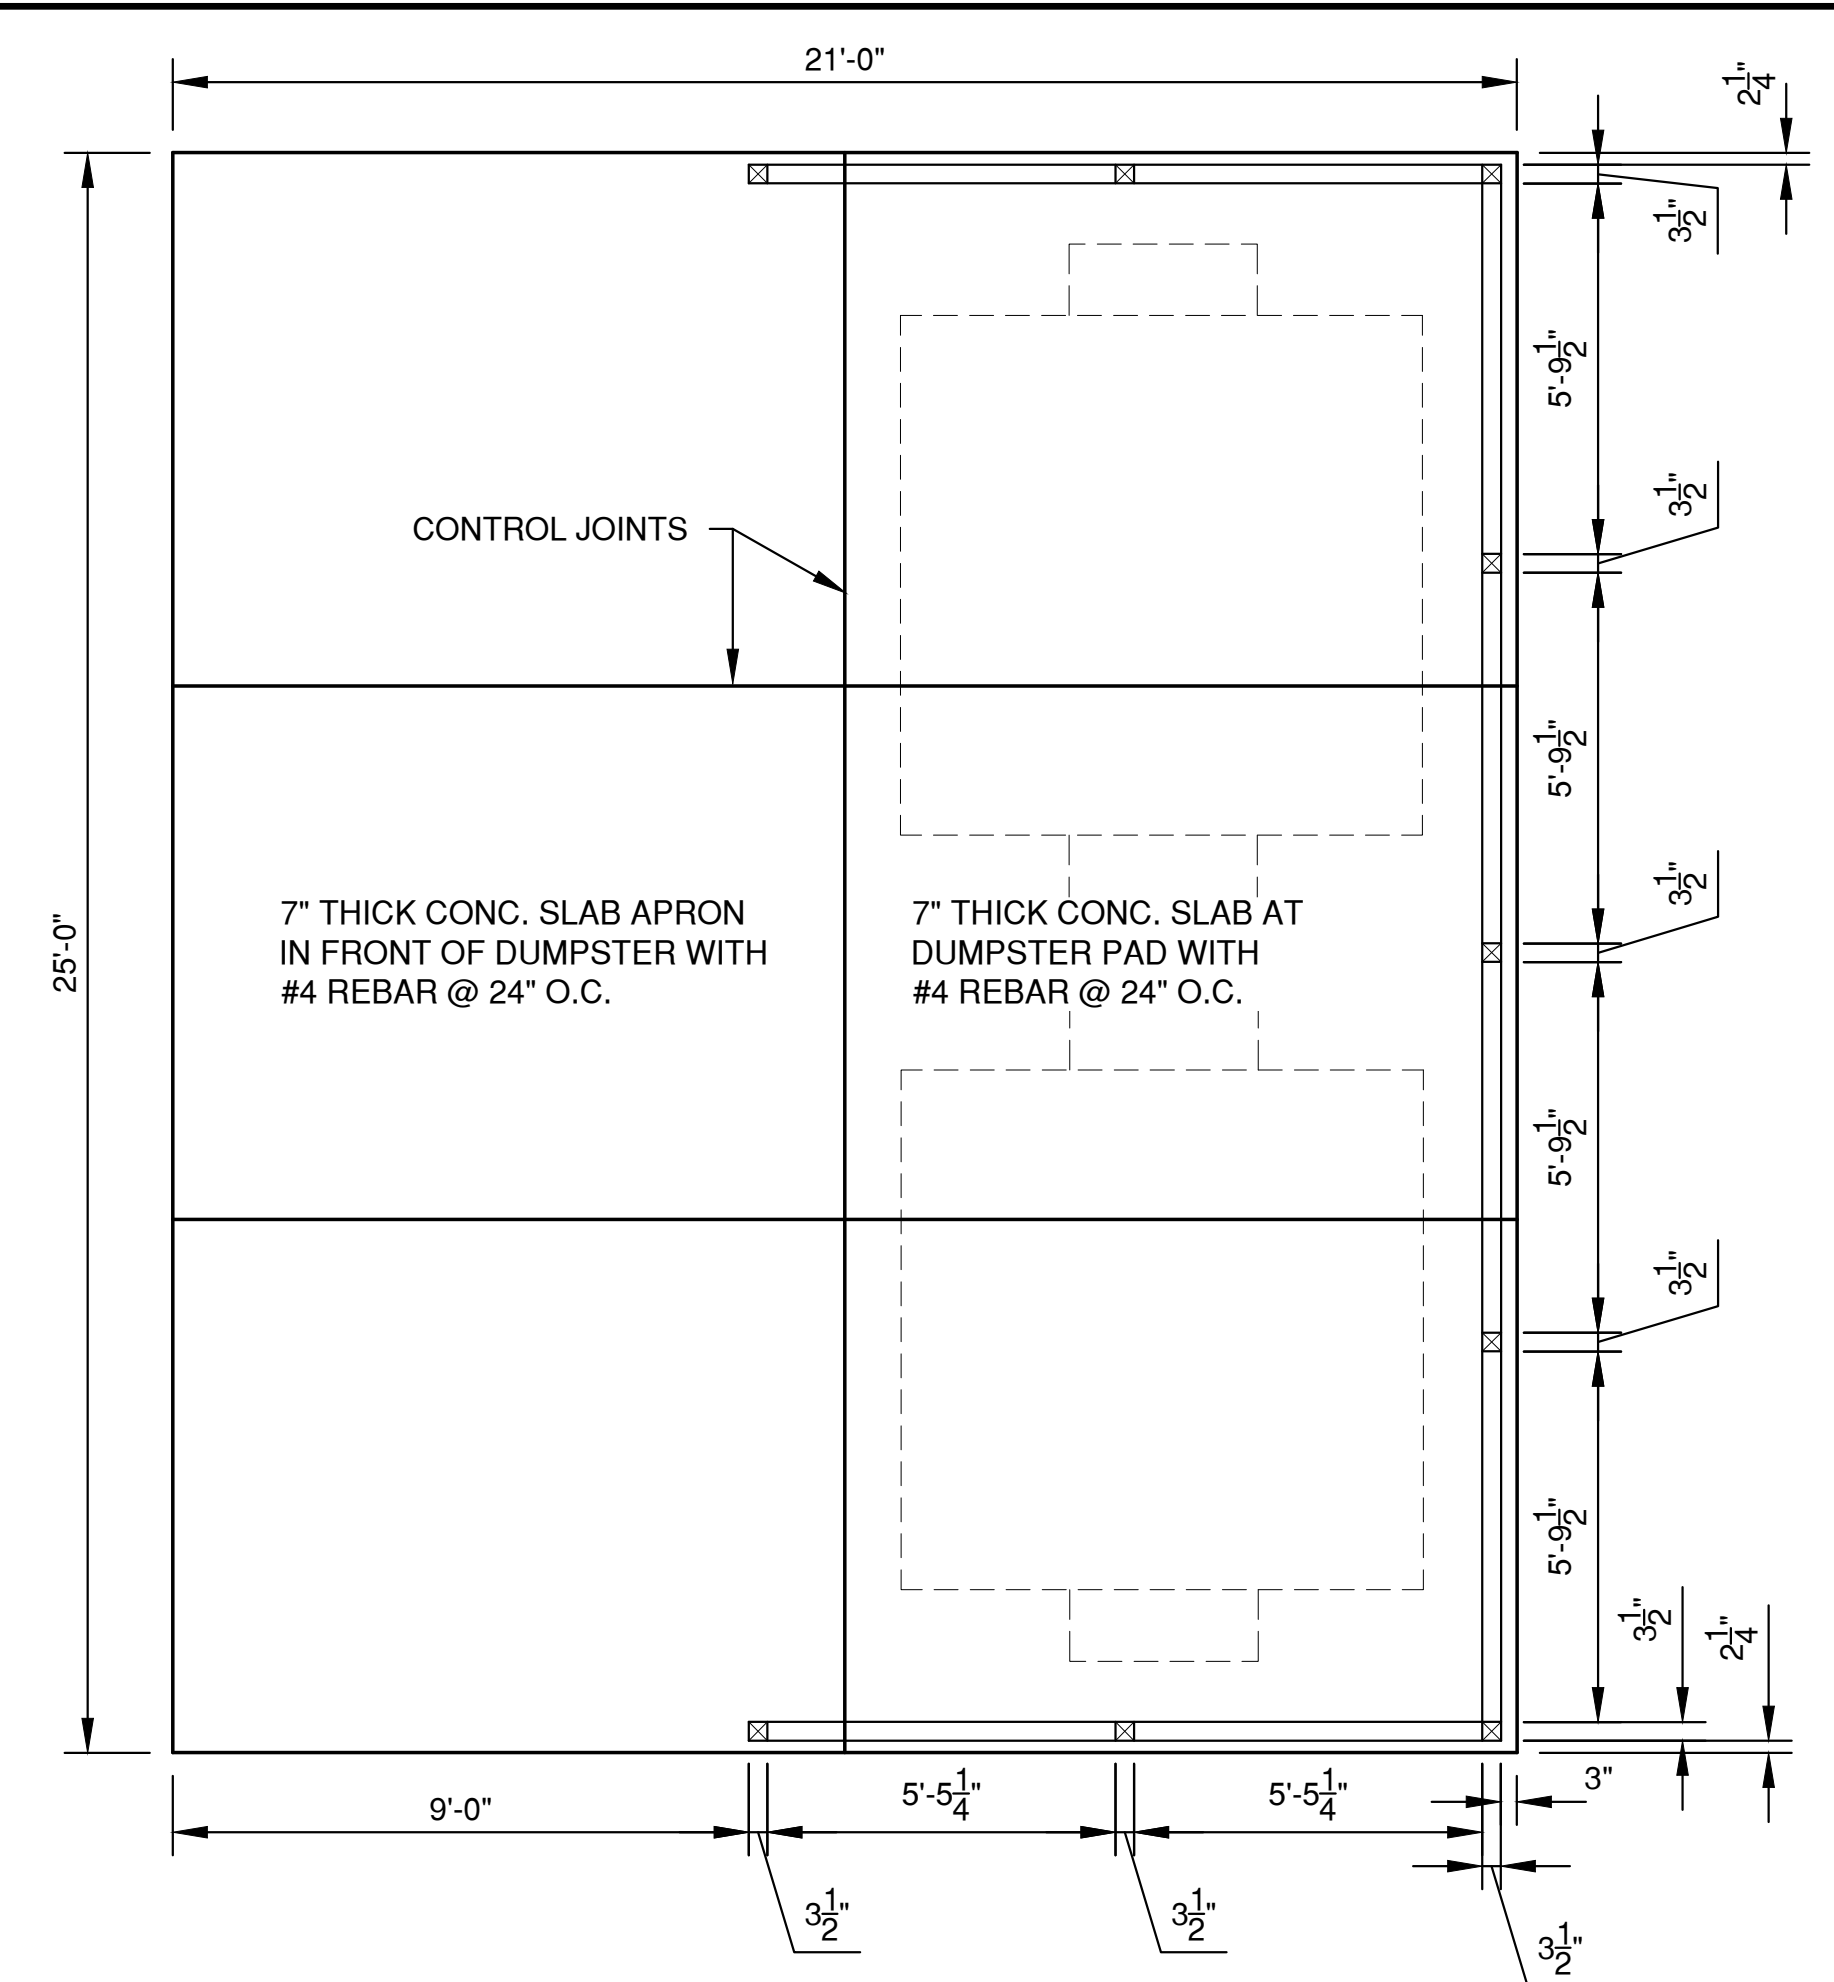 21'-0"
2 1/4"
3 1/2"
5'-9 1/2"
CONTROL JOINTS
3 1/2"
5'-9 1/2"
3 1/2"
25'-0"
7" THICK CONC. SLAB APRON
IN FRONT OF DUMPSTER WITH
#4 REBAR @ 24" O.C.
7" THICK CONC. SLAB AT
DUMPSTER PAD WITH
#4 REBAR @ 24" O.C.
5'-9 1/2"
3 1/2"
5'-9 1/2"
3 1/2"
2 1/4"
9'-0"
5'-5 1/4"
5'-5 1/4"
3"
3 1/2"
3 1/2"
3 1/2"